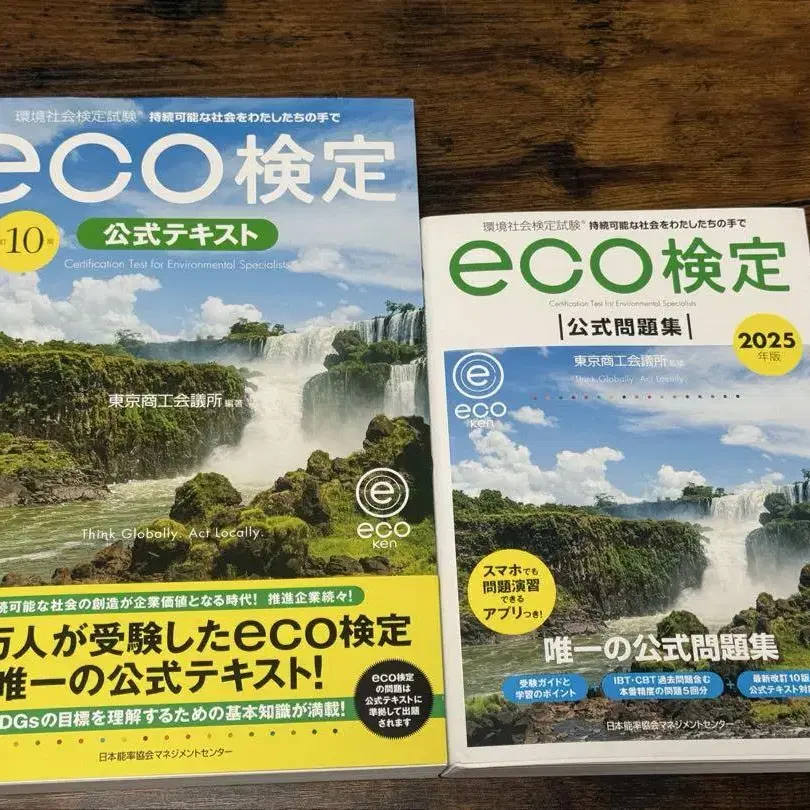 環境社会検定試験® 持続可能な社会をわたしたちの手で
eco検定
訂10版
公式テキスト
Certification Test for Environmental Specialists
東京商工会議所 編著
e
eco
ken
Think Globally. Act Locally.
続可能な社会の創造が企業価値となる時代! 推進企業続々!
万人が受験したeco検定
唯一の公式テキスト!
DGsの目標を理解するための基本知識が満載!
eco検定
の問題は
公式テキストに
準拠して出題
されます
日本能率協会マネジメントセンター
環境社会検定試験® 持続可能な社会をわたしたちの手で
eco検定
Certification Test for Environmental Specialists
公式問題集
2025
年版
東京商工会議所 監修
Think Globally. Act Locally.
e
eco
ken
スマホでも
問題演習
できる
アプリつき!
唯一の公式問題集
受験ガイドと
学習のポイント
+
IBT・CBT過去問題含む
本番精度の問題5回分
+
最新改訂10版
公式テキスト対
日本能率協会マネジメントセンター